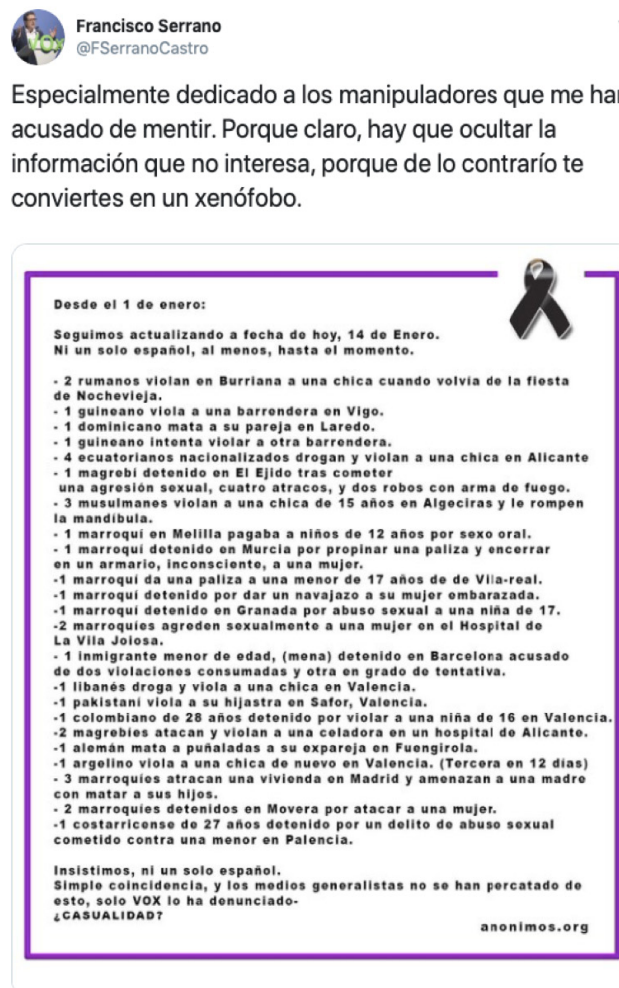 VOX
Francisco Serrano
@FSerranoCastro
Especialmente dedicado a los manipuladores que me ha
acusado de mentir. Porque claro, hay que ocultar la
información que no interesa, porque de lo contrarío te
conviertes en un xenófobo.
Desde el 1 de enero:
Seguimos actualizando a fecha de hoy, 14 de Enero.
Ni un solo español, al menos, hasta el momento.
- 2 rumanos violan en Burriana a una chica cuando volvía de la fiesta
de Nochevieja.
- 1 guineano viola a una barrendera en Vigo.
- 1 dominicano mata a su pareja en Laredo.
- 1 guineano intenta violar a otra barrendera.
- 4 ecuatorianos nacionalizados drogan y violan a una chica en Alicante
- 1 magrebí detenido en El Ejido tras cometer
una agresión sexual, cuatro atracos, y dos robos con arma de fuego.
- 3 musulmanes violan a una chica de 15 años en Algeciras y le rompen
la mandíbula.
- 1 marroquí en Melilla pagaba a niños de 12 años por sexo oral.
- 1 marroquí detenido en Murcia por propinar una paliza y encerrar
en un armario, inconsciente, a una mujer.
-1 marroquí da una paliza a una menor de 17 años de de Vila-real.
-1 marroquí detenido por dar un navajazo a su mujer embarazada.
-1 marroquí detenido en Granada por abuso sexual a una niña de 17.
-2 marroquíes agreden sexualmente a una mujer en el Hospital de
La Vila Joiosa.
- 1 inmigrante menor de edad, (mena) detenido en Barcelona acusado
de dos violaciones consumadas y otra en grado de tentativa.
-1 libanés droga y viola a una chica en Valencia.
-1 pakistaní viola a su hijastra en Safor, Valencia.
-1 colombiano de 28 años detenido por violar a una niña de 16 en Valencia.
-2 magrebíes atacan y violan a una celadora en un hospital de Alicante.
-1 alemán mata a puñaladas a su expareja en Fuengirola.
-1 argelino viola a una chica de nuevo en Valencia. (Tercera en 12 días)
- 3 marroquíes atracan una vivienda en Madrid y amenazan a una madre
con matar a sus hijos.
- 2 marroquíes detenidos en Movera por atacar a una mujer.
-1 costarricense de 27 años detenido por un delito de abuso sexual
cometido contra una menor en Palencia.
Insistimos, ni un solo español.
Simple coincidencia, y los medios generalistas no se han percatado de
esto, solo VOX lo ha denunciado-
¿CASUALIDAD?
anonimos.org